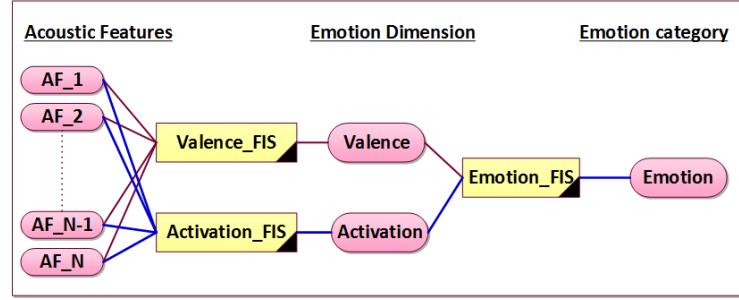 Acoustic Features Emotion Dimension Emotion category
AF_1
AF_2
Valence_FIS Valence
Emotion_FIS Emotion
AF_N-1
Activation_FIS Activation
AF_N